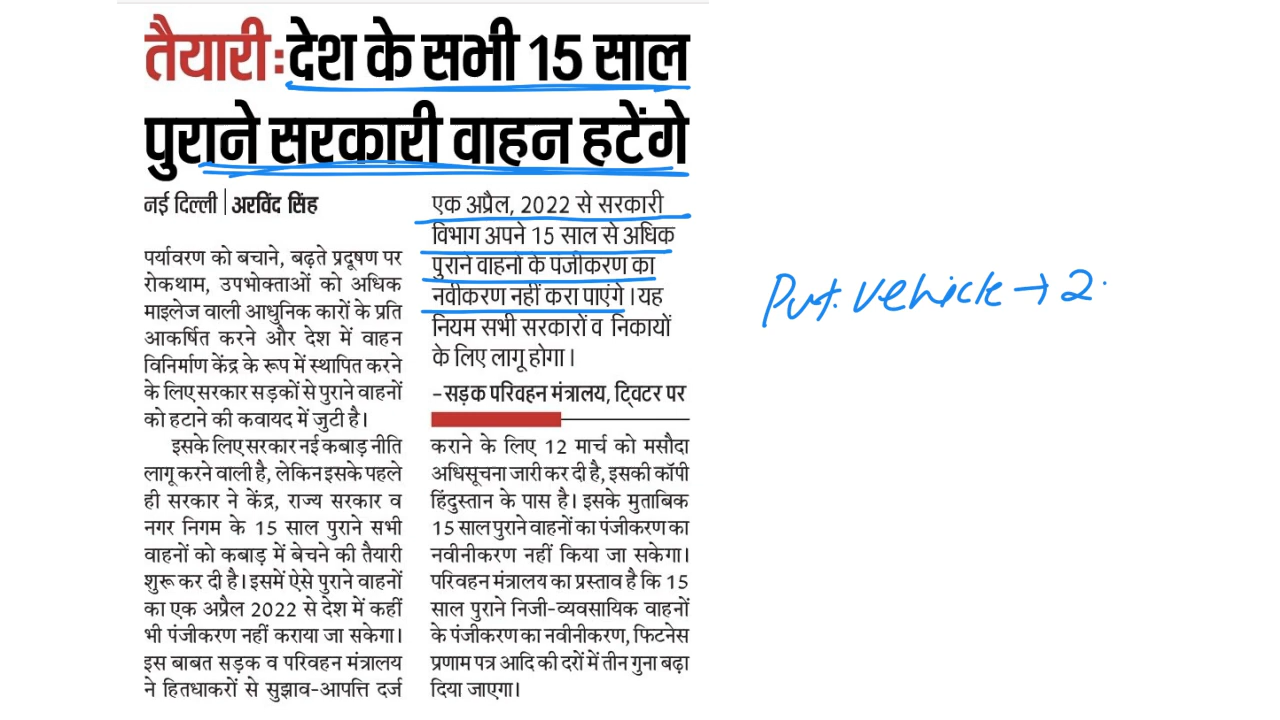 तैयारी: देश के सभी 15 साल
पुराने सरकारी वाहन हटेंगे
नई दिल्ली | अरविंद सिंह
पर्यावरण को बचाने, बढ़ते प्रदूषण पर
रोकथाम, उपभोक्ताओं को अधिक
माइलेज वाली आधुनिक कारों के प्रति
आकर्षित करने और देश में वाहन
विनिर्माण केंद्र के रूप में स्थापित करने
के लिए सरकार सड़कों से पुराने वाहनों
को हटाने की कवायद में जुटी है।
इसके लिए सरकार नई कबाड़ नीति
लागू करने वाली है, लेकिन इसके पहले
ही सरकार ने केंद्र, राज्य सरकार व
नगर निगम के 15 साल पुराने सभी
वाहनों को कबाड़ में बेचने की तैयारी
शुरू कर दी है। इसमें ऐसे पुराने वाहनों
का एक अप्रैल 2022 से देश में कहीं
भी पंजीकरण नहीं कराया जा सकेगा।
इस बाबत सड़क व परिवहन मंत्रालय
ने हितधाकरों से सुझाव-आपत्ति दर्ज
एक अप्रैल, 2022 से सरकारी
विभाग अपने 15 साल से अधिक
पुराने वाहनों के पंजीकरण का
नवीकरण नहीं करा पाएंगे। यह
नियम सभी सरकारों व निकायों
के लिए लागू होगा।
-सड़क परिवहन मंत्रालय, ट्विटर पर
कराने के लिए 12 मार्च को मसौदा
अधिसूचना जारी कर दी है, इसकी कॉपी
हिंदुस्तान के पास है। इसके मुताबिक
15 साल पुराने वाहनों का पंजीकरण का
नवीनीकरण नहीं किया जा सकेगा।
परिवहन मंत्रालय का प्रस्ताव है कि 15
साल पुराने निजी-व्यवसायिक वाहनों
के पंजीकरण का नवीनीकरण, फिटनेस
प्रणाम पत्र आदि की दरों में तीन गुना बढ़ा
दिया जाएगा।
vehicle → 2